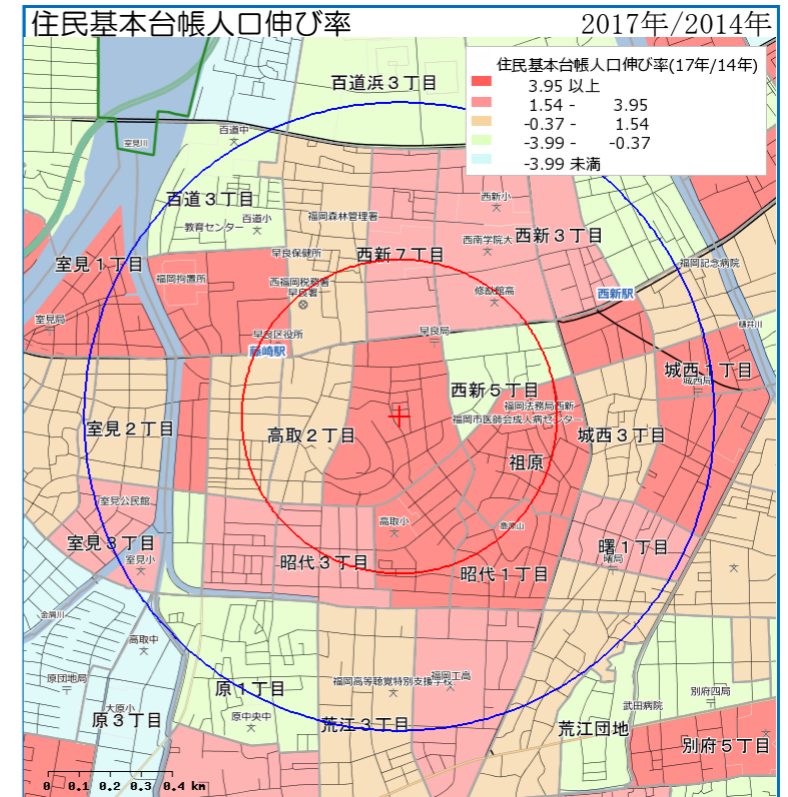 住民基本台帳人口伸び率
2017年/2014年
住民基本台帳人口伸び率(17年/14年)
3.95 以上
1.54 - 3.95
-0.37 - 1.54
-3.99 - -0.37
-3.99 未満
百道浜３丁目
室見川
百道中
西新小
百道３丁目
百道小
福岡森林管理署
教育センター
西南学院大
西新３丁目
早良保健所
西新７丁目
室見１丁目
福岡拘置所
西福岡税務署
早良署
修猷館高
西新駅
福岡記念病院
室見局
早良区役所
早良局
樋井川
藤崎駅
城西１丁目
城西局
西新５丁目
福岡法務局西新
福岡市医師会成人病センター
室見２丁目
高取２丁目
城西３丁目
祖原
室見公民館
高取小
室見３丁目
室見小
昭代３丁目
昭代１丁目
曙１丁目
曙局
金屑川
高取中
原団地局
大原小
原３丁目
原１丁目
原中央中
福岡高等聴覚特別支援学校
福岡工高
荒江３丁目
荒江団地
武田病院
別府四局
別府５丁目
0 0.1 0.2 0.3 0.4 km